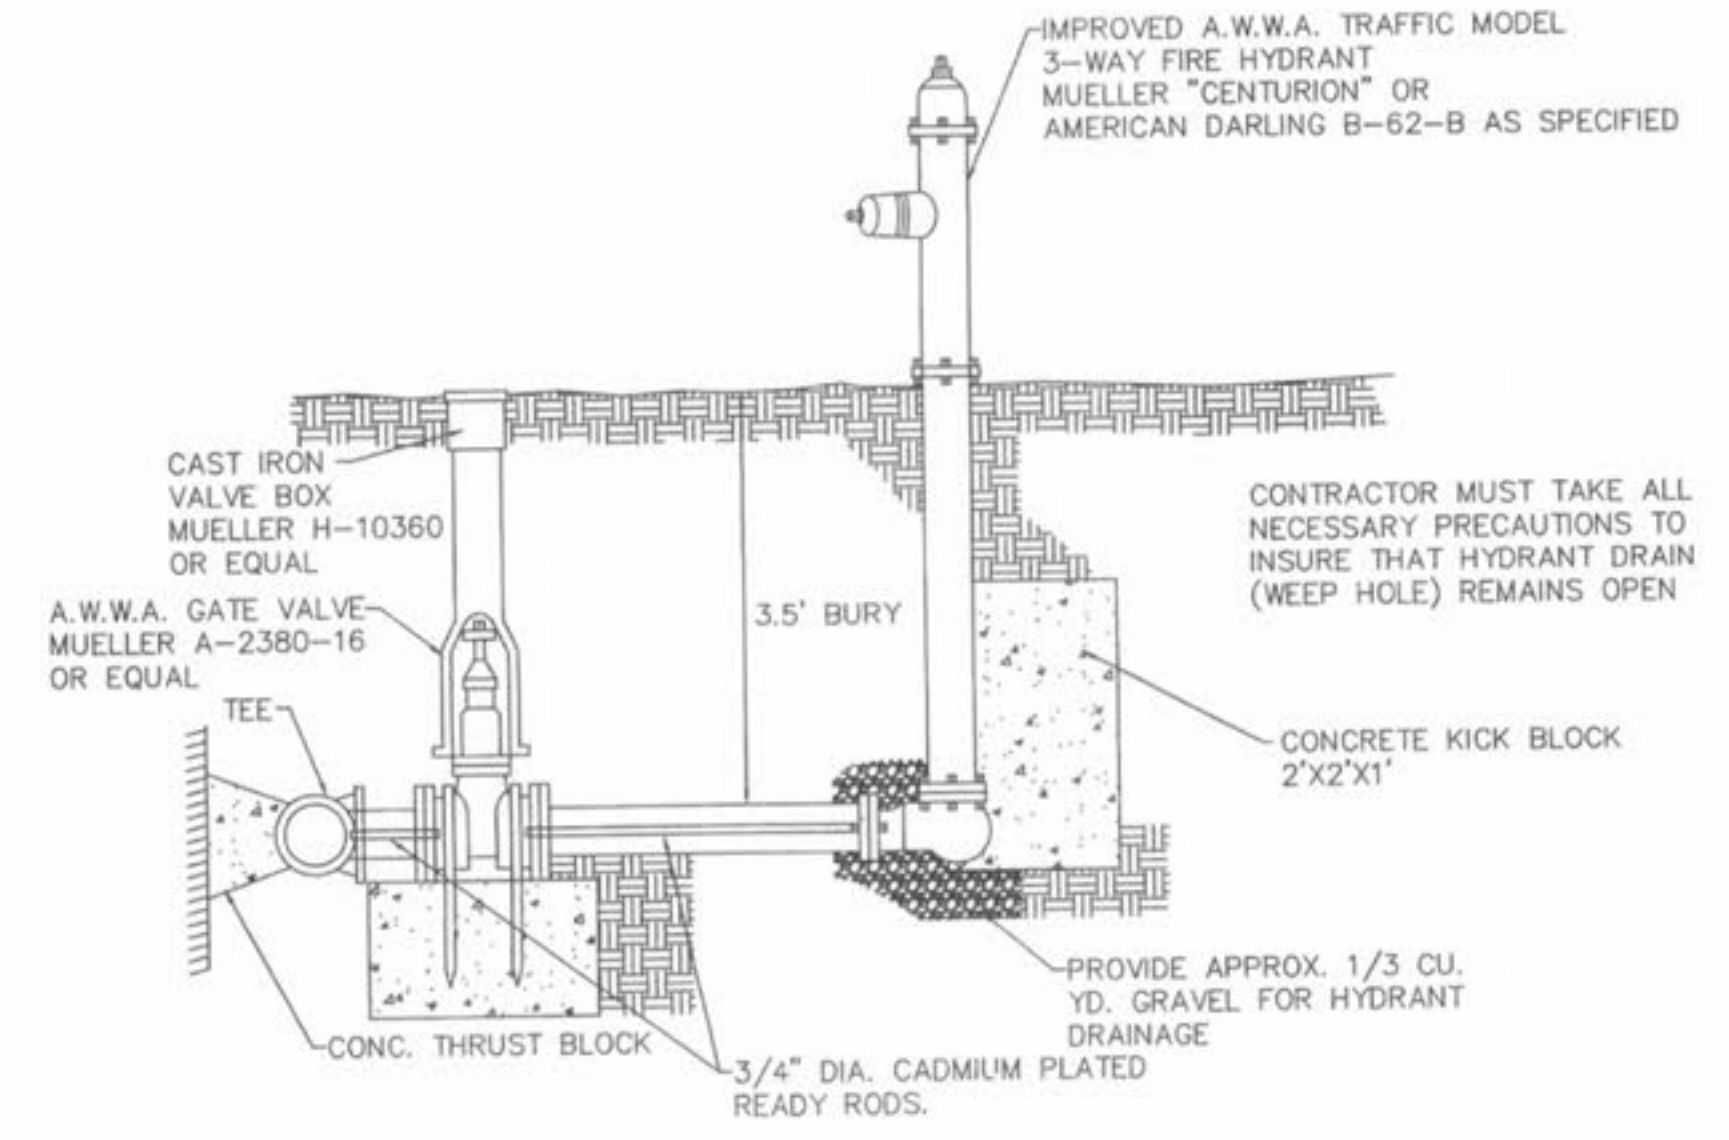 IMPROVED A.W.W.A. TRAFFIC MODEL
3-WAY FIRE HYDRANT
MUELLER "CENTURION" OR
AMERICAN DARLING B-62-B AS SPECIFIED
CAST IRON
VALVE BOX
MUELLER H-10360
OR EQUAL
A.W.W.A. GATE VALVE
MUELLER A-2380-16
OR EQUAL
TEE
3.5' BURY
CONTRACTOR MUST TAKE ALL
NECESSARY PRECAUTIONS TO
INSURE THAT HYDRANT DRAIN
(WEEP HOLE) REMAINS OPEN
CONCRETE KICK BLOCK
2'X2'X1'
PROVIDE APPROX. 1/3 CU.
YD. GRAVEL FOR HYDRANT
DRAINAGE
CONC. THRUST BLOCK
3/4" DIA. CADMIUM PLATED
READY RODS.